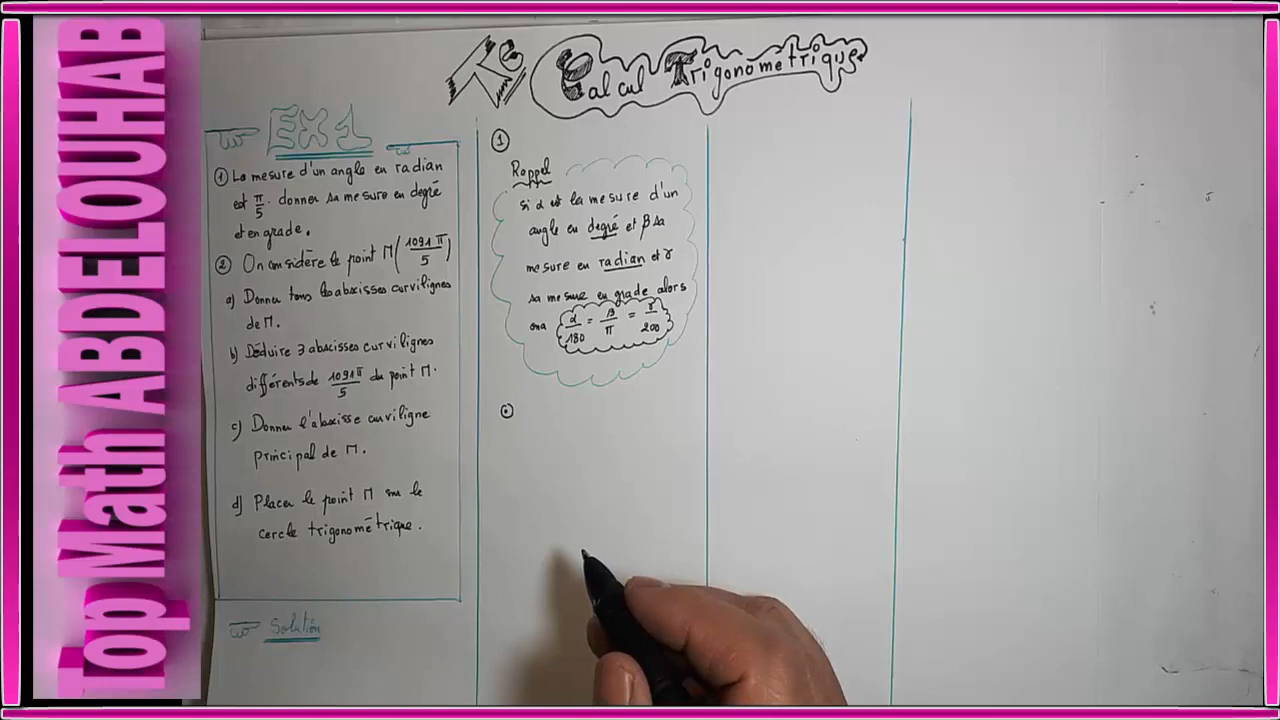 Top Math ABDELOUHAB
Calcul Trigonométrique
EX1
① La mesure d'un angle en radian
est π/5. donner sa mesure en degré
et en grade.
② On considère le point M(1091π/5)
a) Donner tous les abscisses curvilignes
de M.
b) Déduire 3 abscisses curvilignes
différents de 1091π/5 du point M.
c) Donner l'abscisse curviligne
principal de M.
d) Placer le point M sur le
cercle trigonométrique.
Solution
①
Rappel
si α est la mesure d'un
angle en degré et β sa
mesure en radian et γ
sa mesure en grade alors
ona α/180 = β/π = γ/200